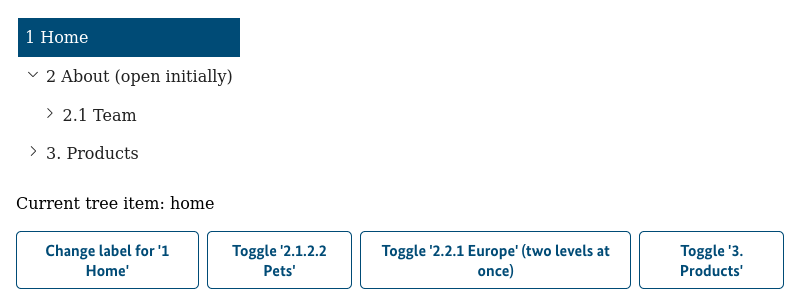 1 Home
2 About (open initially)
2.1 Team
3. Products
Current tree item: home
Change label for '1
Home'
Toggle '2.1.2.2
Pets'
Toggle '2.2.1 Europe' (two levels at
once)
Toggle '3.
Products'